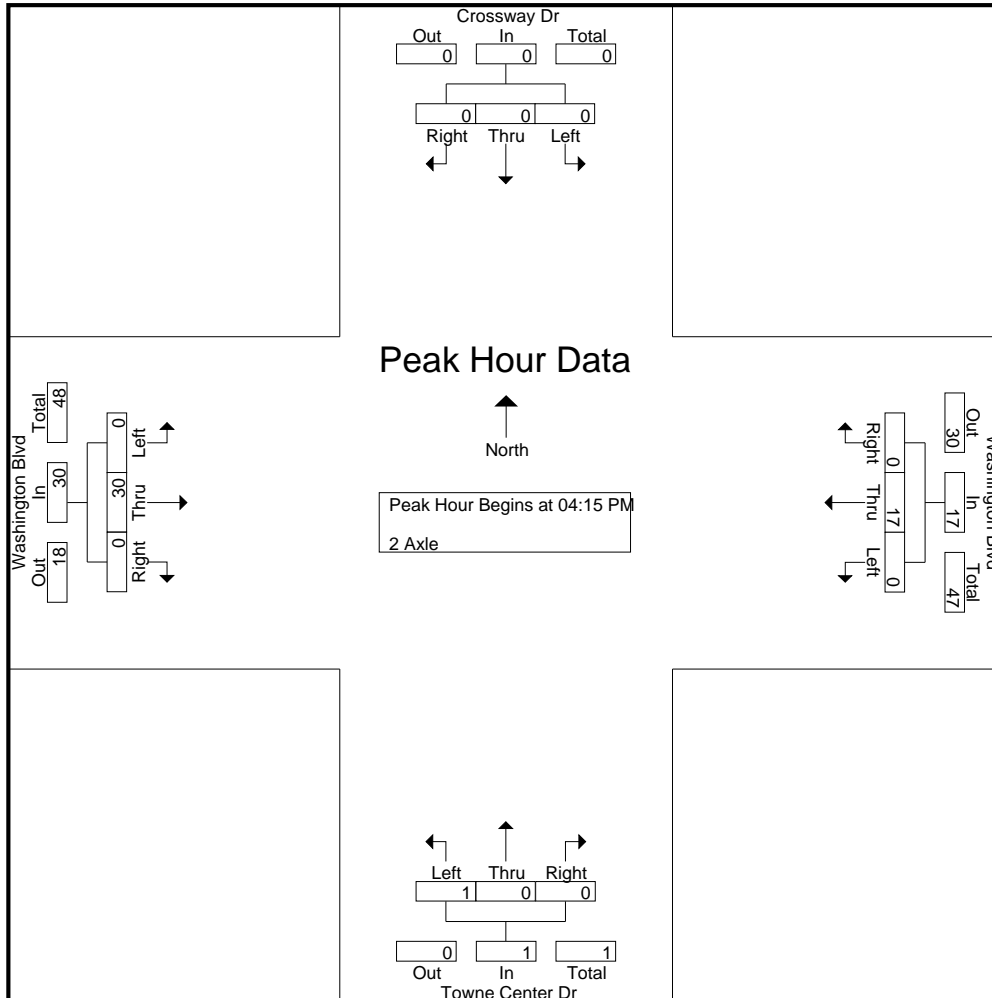 Crossway Dr
Out In Total
0 0 0
0 0 0
Right Thru Left
Peak Hour Data
North
Peak Hour Begins at 04:15 PM
2 Axle
Washington Blvd
Total In Out
48 30 18
0 30 0
Left Thru Right
Washington Blvd
Out In Total
30 17 47
0 17 0
Right Thru Left
Left Thru Right
1 0 0
0 1 1
Out In Total
Towne Center Dr